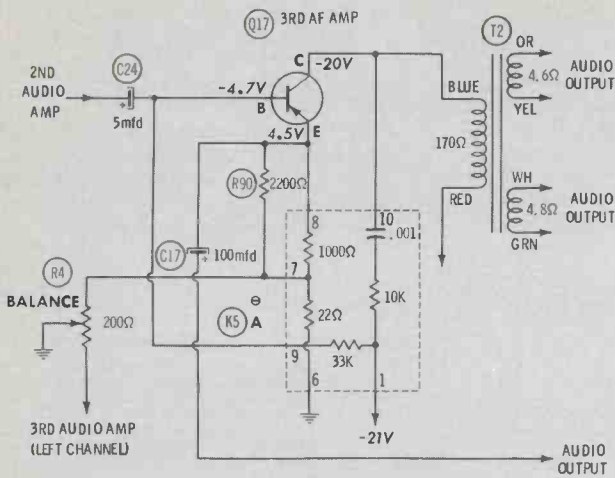 Q17 3RD AF AMP
T2
C -20V
OR
4.6Ω
AUDIO
OUTPUT
YEL
2ND
AUDIO
AMP
C24
5mfd
-4.7V
B
E
4.5V
BLUE
170Ω
RED
WH
4.8Ω
AUDIO
OUTPUT
GRN
R90 2200Ω
8
10
.001
1000Ω
C17 100mfd
7
10K
R4
BALANCE
200Ω
K5 A
22Ω
9
33K
6
1
3RD AUDIO AMP
(LEFT CHANNEL)
-21V
AUDIO
OUTPUT